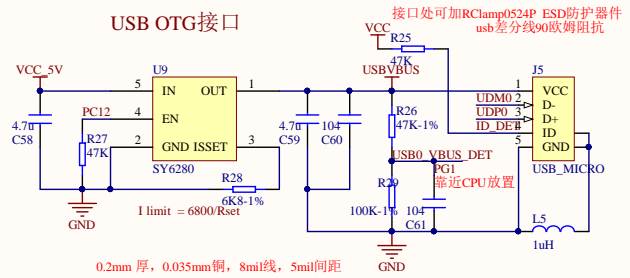 USB OTG接口
接口处可加RClamp0524P ESD防护器件
usb差分线90欧姆阻抗
VCC
R25
47K
VCC_5V
U9
USBVBUS
J5
5
IN
OUT
1
1
VCC
PC12
4
EN
UDM0
2
D-
UDP0
3
D+
ID_DET
4
ID
5
GND
2
GND
ISSET
3
SY6280
USB_MICRO
4.7u
C58
R27
47K
4.7u
C59
104
C60
R26
47K-1%
USB0_VBUS_DET
PG1
靠近CPU放置
R28
6K8-1%
GND
I limit = 6800/Rset
R29
100K-1%
104
C61
L5
1uH
GND
0.2mm 厚，0.035mm铜，8mil线，5mil间距